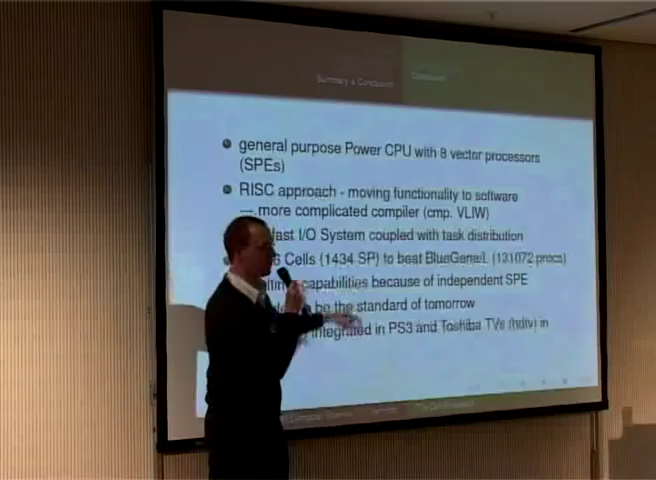 Summary & Conclusion
general purpose Power CPU with 8 vector processors
(SPEs)
RISC approach - moving functionality to software
more complicated compiler (cmp. VLIW)
fast I/O System coupled with task distribution
Cells (1434 SP) to beat BlueGene/L (131072 procs)
capabilities because of independent SPE
be the standard of tomorrow
integrated in PS3 and Toshiba TVs (hdtv) in